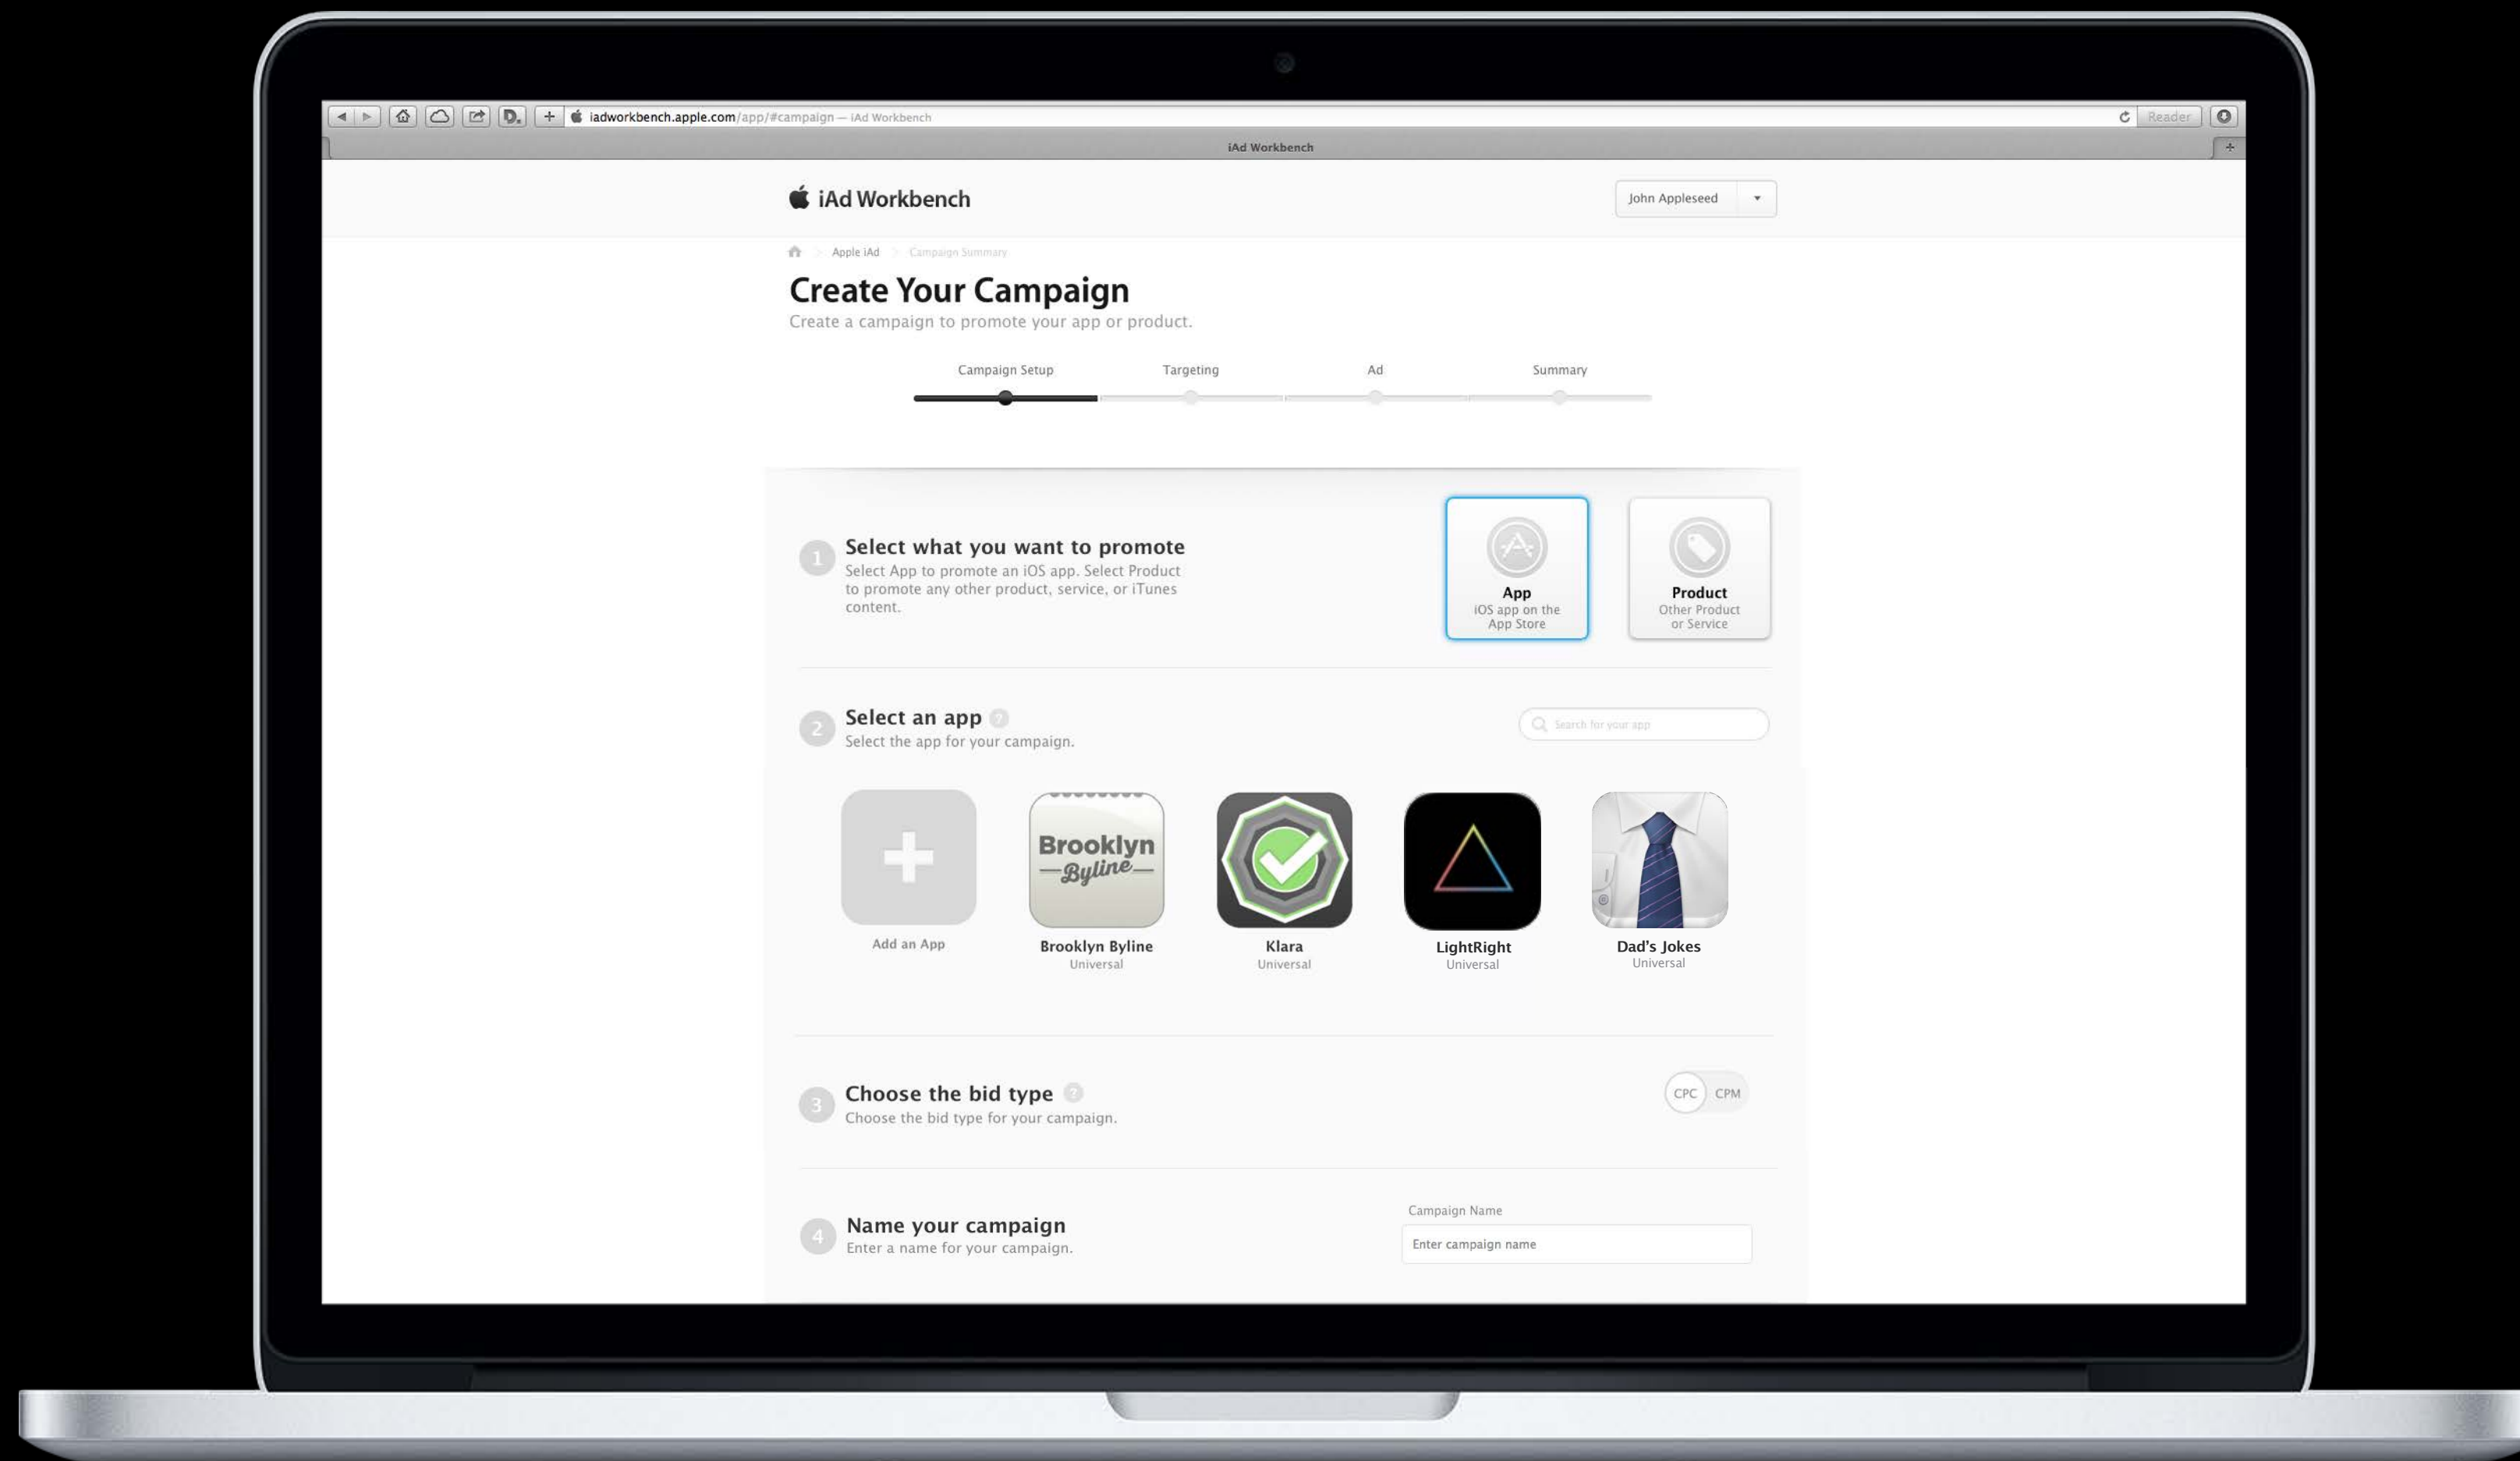 iadworkbench.apple.com/app/#campaign — iAd Workbench
Reader
iAd Workbench
iAd Workbench
John Appleseed
Apple iAd
Campaign Summary
Create Your Campaign
Create a campaign to promote your app or product.
Campaign Setup
Targeting
Ad
Summary
1
Select what you want to promote
Select App to promote an iOS app. Select Product
to promote any other product, service, or iTunes
content.
App
iOS app on the
App Store
Product
Other Product
or Service
2
Select an app ?
Select the app for your campaign.
Search for your app
Brooklyn
Byline
Add an App
Brooklyn Byline
Universal
Klara
Universal
LightRight
Universal
Dad's Jokes
Universal
3
Choose the bid type ?
Choose the bid type for your campaign.
CPC CPM
4
Name your campaign
Enter a name for your campaign.
Campaign Name
Enter campaign name